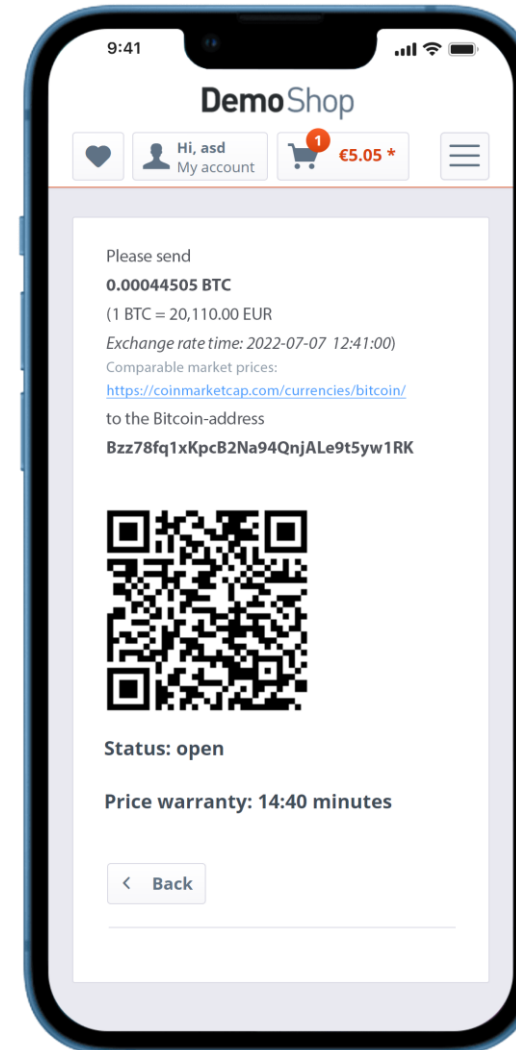 9:41
DemoShop
Hi, asd
My account
1
€5.05 *
Please send
0.00044505 BTC
(1 BTC = 20,110.00 EUR
Exchange rate time: 2022-07-07 12:41:00)
Comparable market prices:
https://coinmarketcap.com/currencies/bitcoin/
to the Bitcoin-address
Bzz78fq1xKpcB2Na94QnjALe9t5yw1RK
Status: open
Price warranty: 14:40 minutes
Back